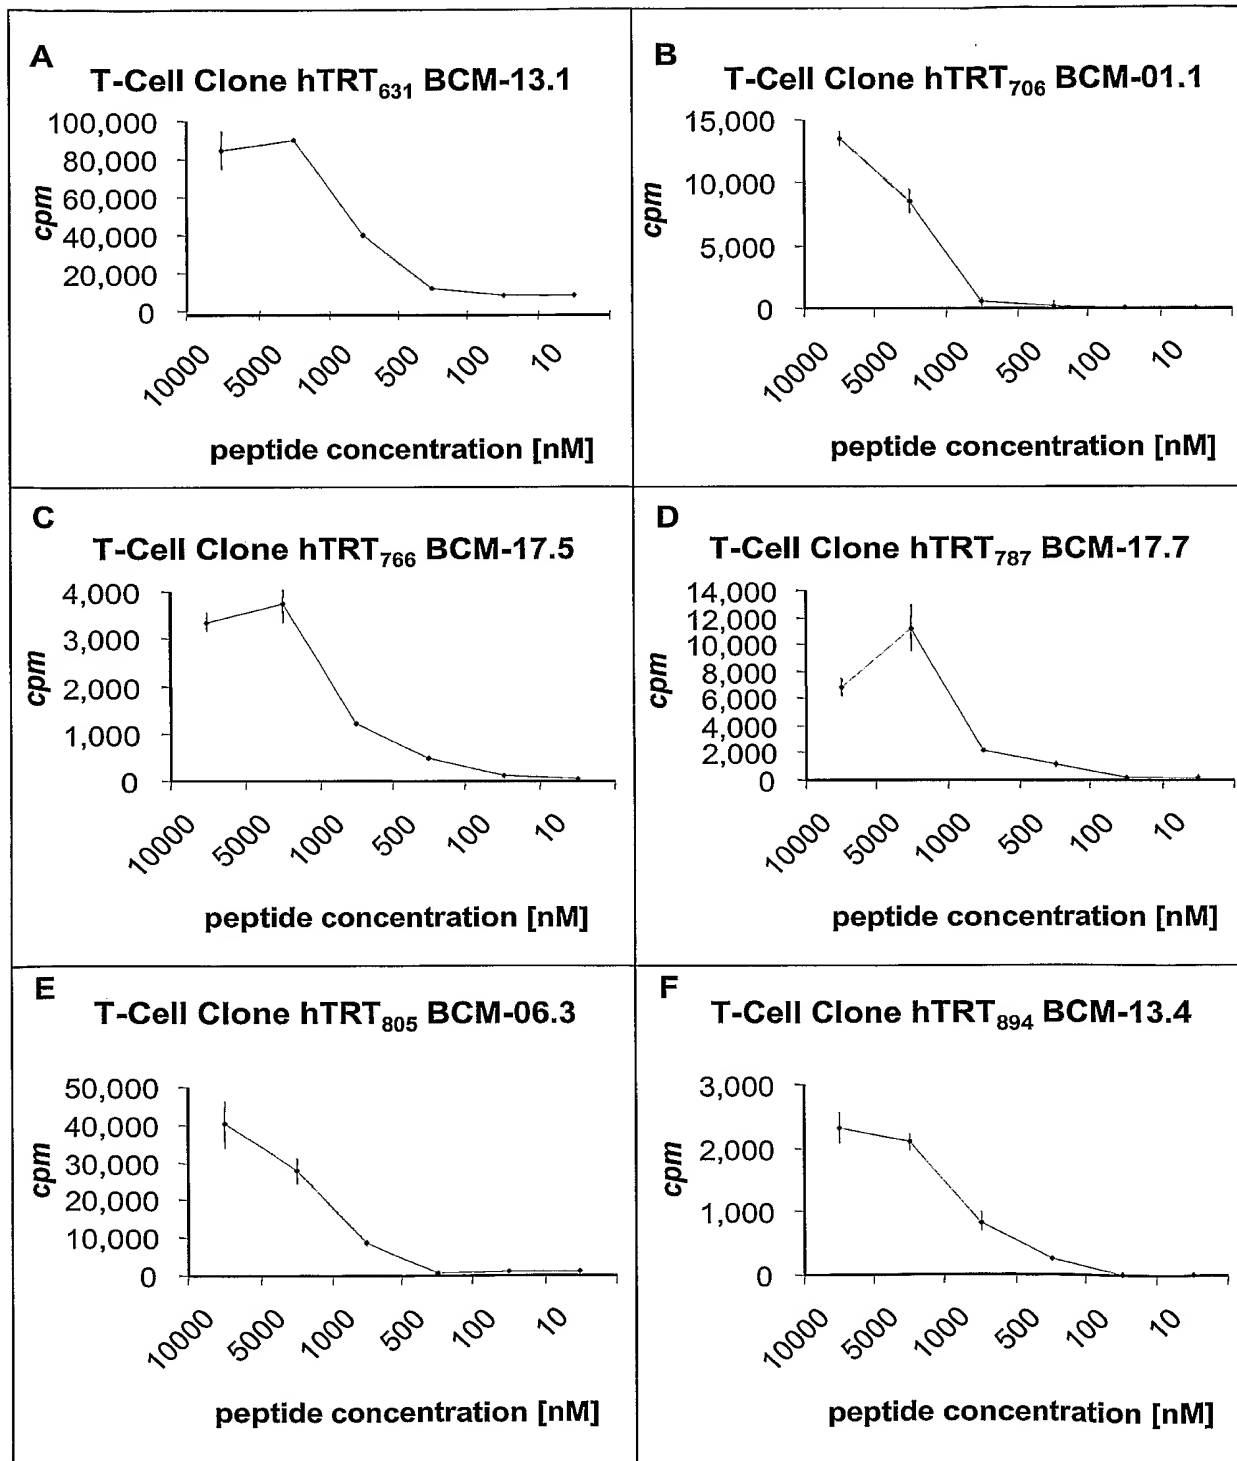 A
T-Cell Clone hTRT631 BCM-13.1
100,000
80,000
60,000
40,000
20,000
0
cpm
10000
5000
1000
500
100
10
peptide concentration [nM]
B
T-Cell Clone hTRT706 BCM-01.1
15,000
10,000
5,000
0
cpm
10000
5000
1000
500
100
10
peptide concentration [nM]
C
T-Cell Clone hTRT766 BCM-17.5
4,000
3,000
2,000
1,000
0
cpm
10000
5000
1000
500
100
10
peptide concentration [nM]
D
T-Cell Clone hTRT787 BCM-17.7
14,000
12,000
10,000
8,000
6,000
4,000
2,000
0
cpm
10000
5000
1000
500
100
10
peptide concentration [nM]
E
T-Cell Clone hTRT805 BCM-06.3
50,000
40,000
30,000
20,000
10,000
0
cpm
10000
5000
1000
500
100
10
peptide concentration [nM]
F
T-Cell Clone hTRT894 BCM-13.4
3,000
2,000
1,000
0
cpm
10000
5000
1000
500
100
10
peptide concentration [nM]